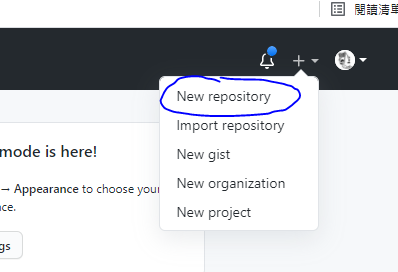 閱讀清單
New repository
Import repository
mode is here!
New gist
→ Appearance to choose your
New organization
ce.
New project
gs